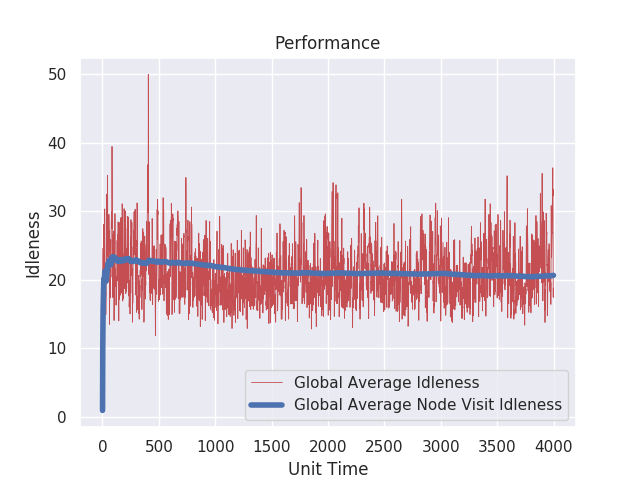 Performance
50
40
30
20
10
0
Idleness
Global Average Idleness
Global Average Node Visit Idleness
0 500 1000 1500 2000 2500 3000 3500 4000
Unit Time